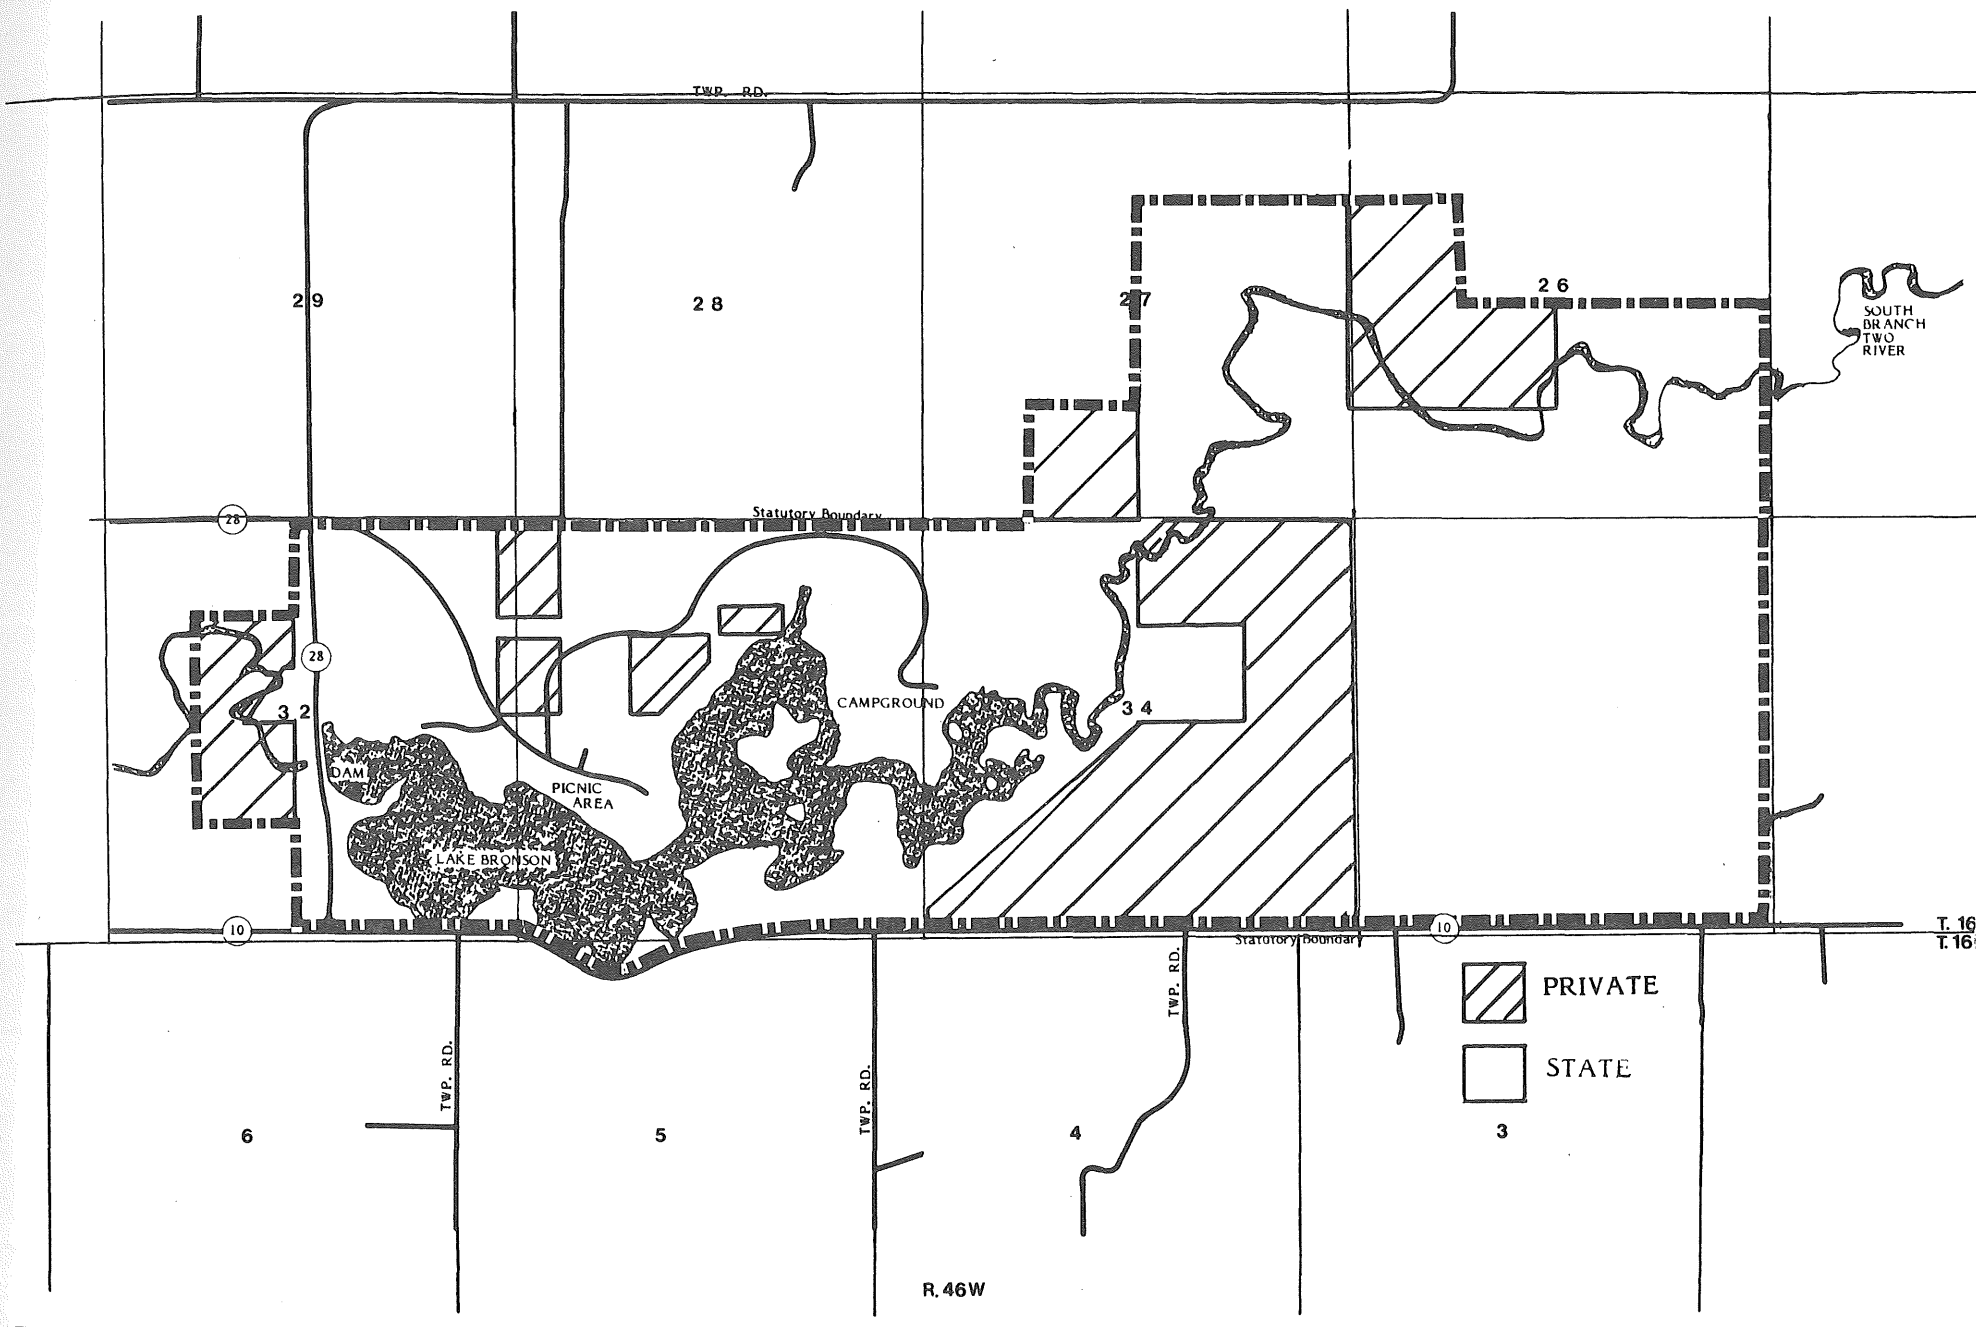 TWP. RD.
29
28
27
26
SOUTH
BRANCH
TWO
RIVER
28
Statutory Boundary
28
32
CAMPGROUND
34
DAM
PICNIC
AREA
LAKE BRONSON
10
10
Statutory Boundary
T. 16
T. 16
TWP. RD.
PRIVATE
STATE
TWP. RD.
TWP. RD.
6
5
4
3
R. 46W